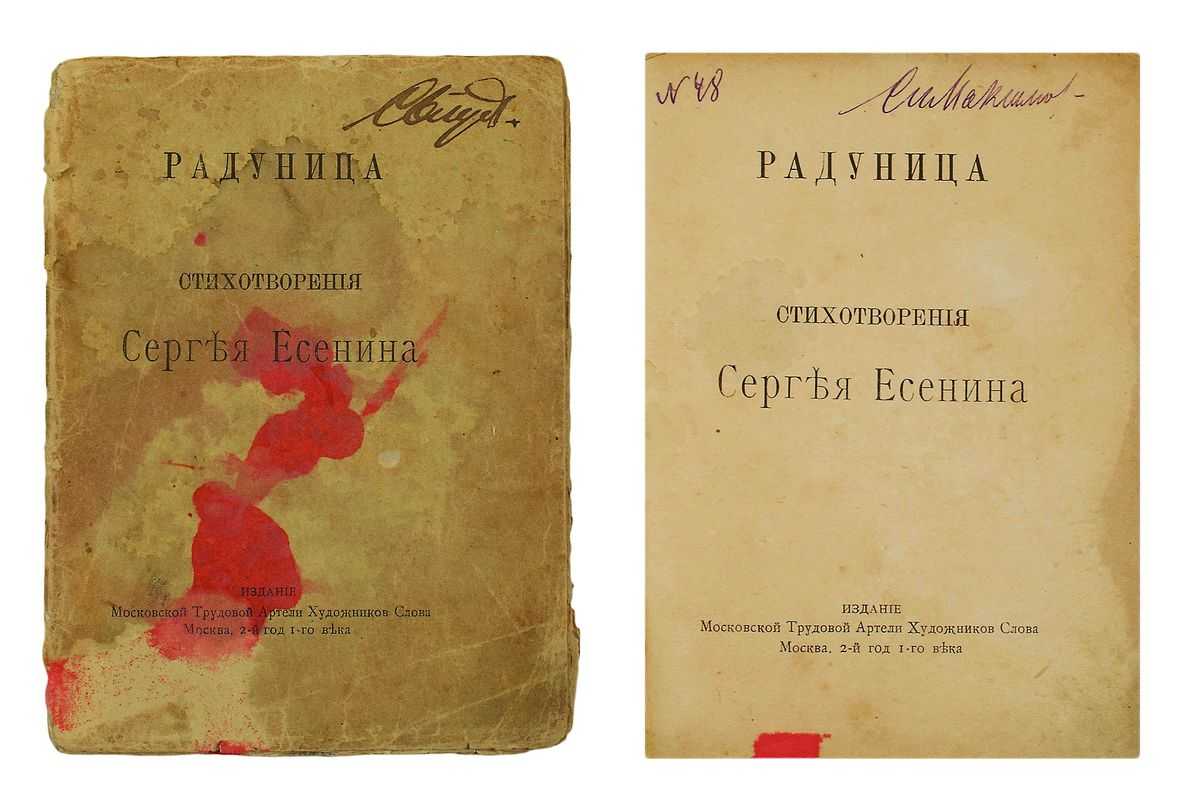 РАДУНИЦА
СТИХОТВОРЕНІЯ
Сергѣя Есенина
ИЗДАНІЕ
Московской Трудовой Артели Художников Слова
Москва, 2-й год 1-го вѣка
N 48
РАДУНИЦА
СТИХОТВОРЕНІЯ
Сергѣя Есенина
ИЗДАНІЕ
Московской Трудовой Артели Художников Слова
Москва, 2-й год 1-го вѣка